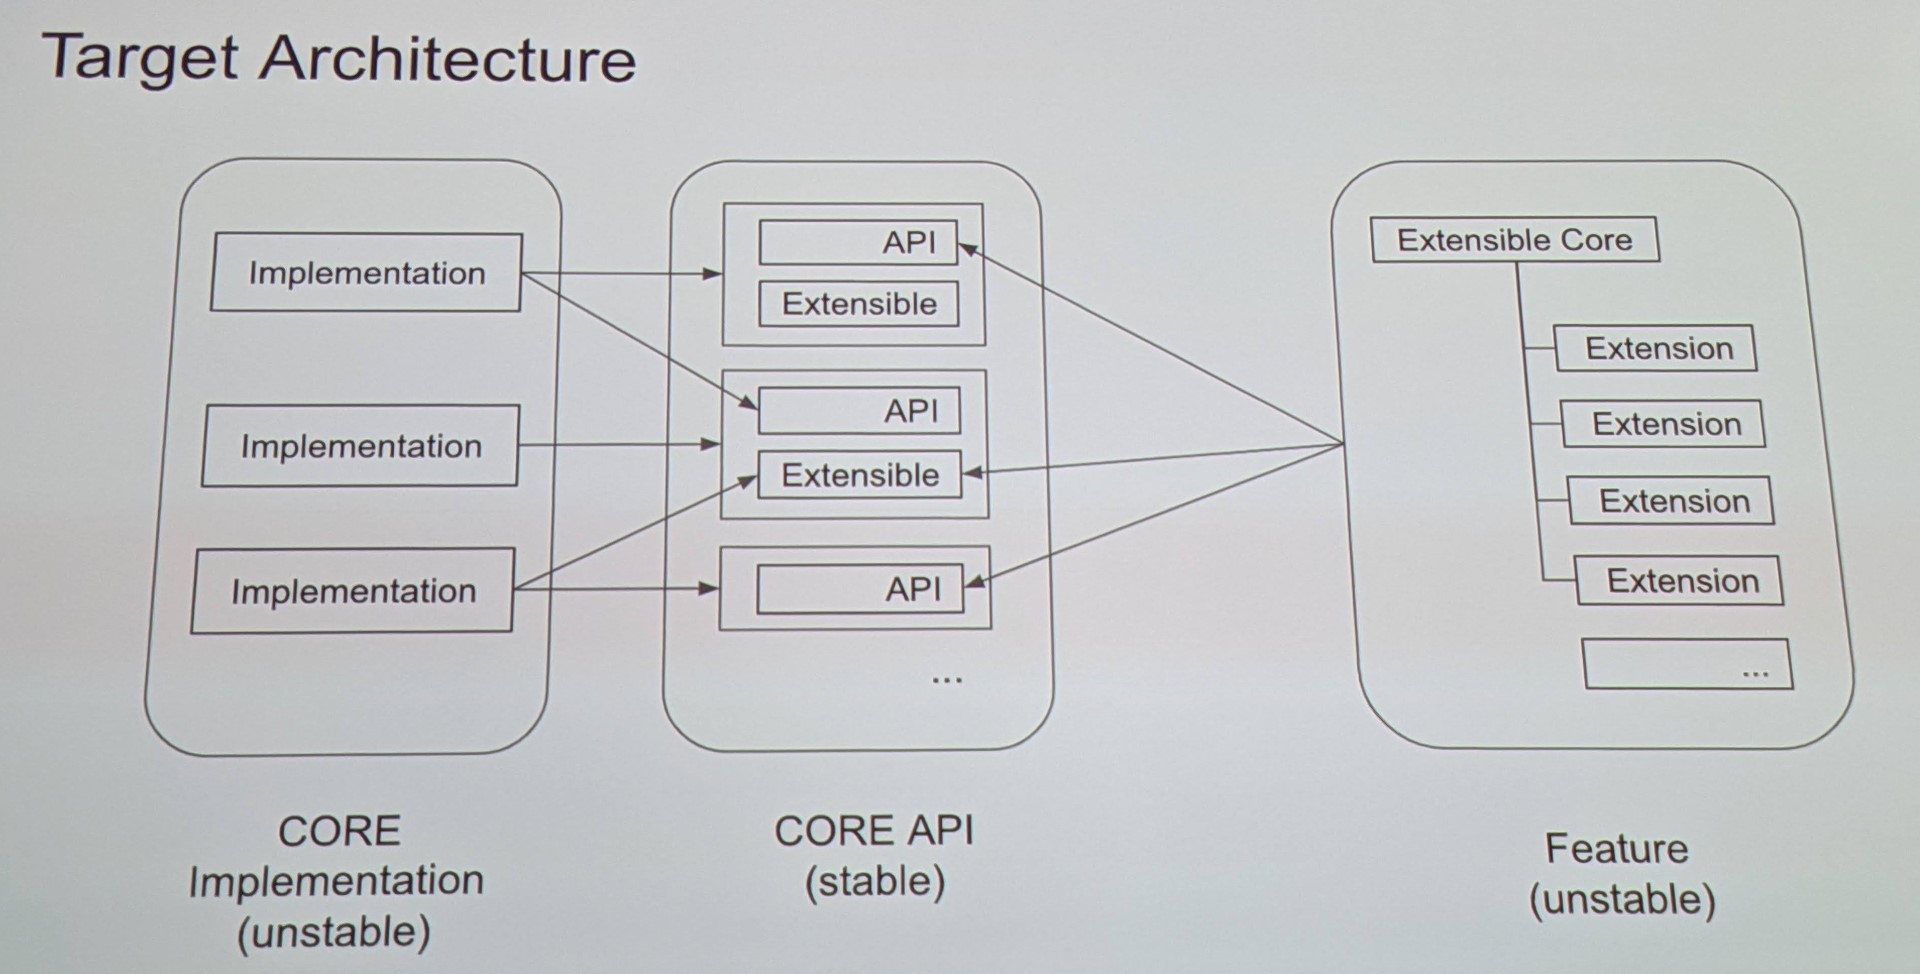 Target Architecture
Implementation
Implementation
Implementation
API
Extensible
API
Extensible
API
...
Extensible Core
Extension
Extension
Extension
Extension
...
CORE
Implementation
(unstable)
CORE API
(stable)
Feature
(unstable)